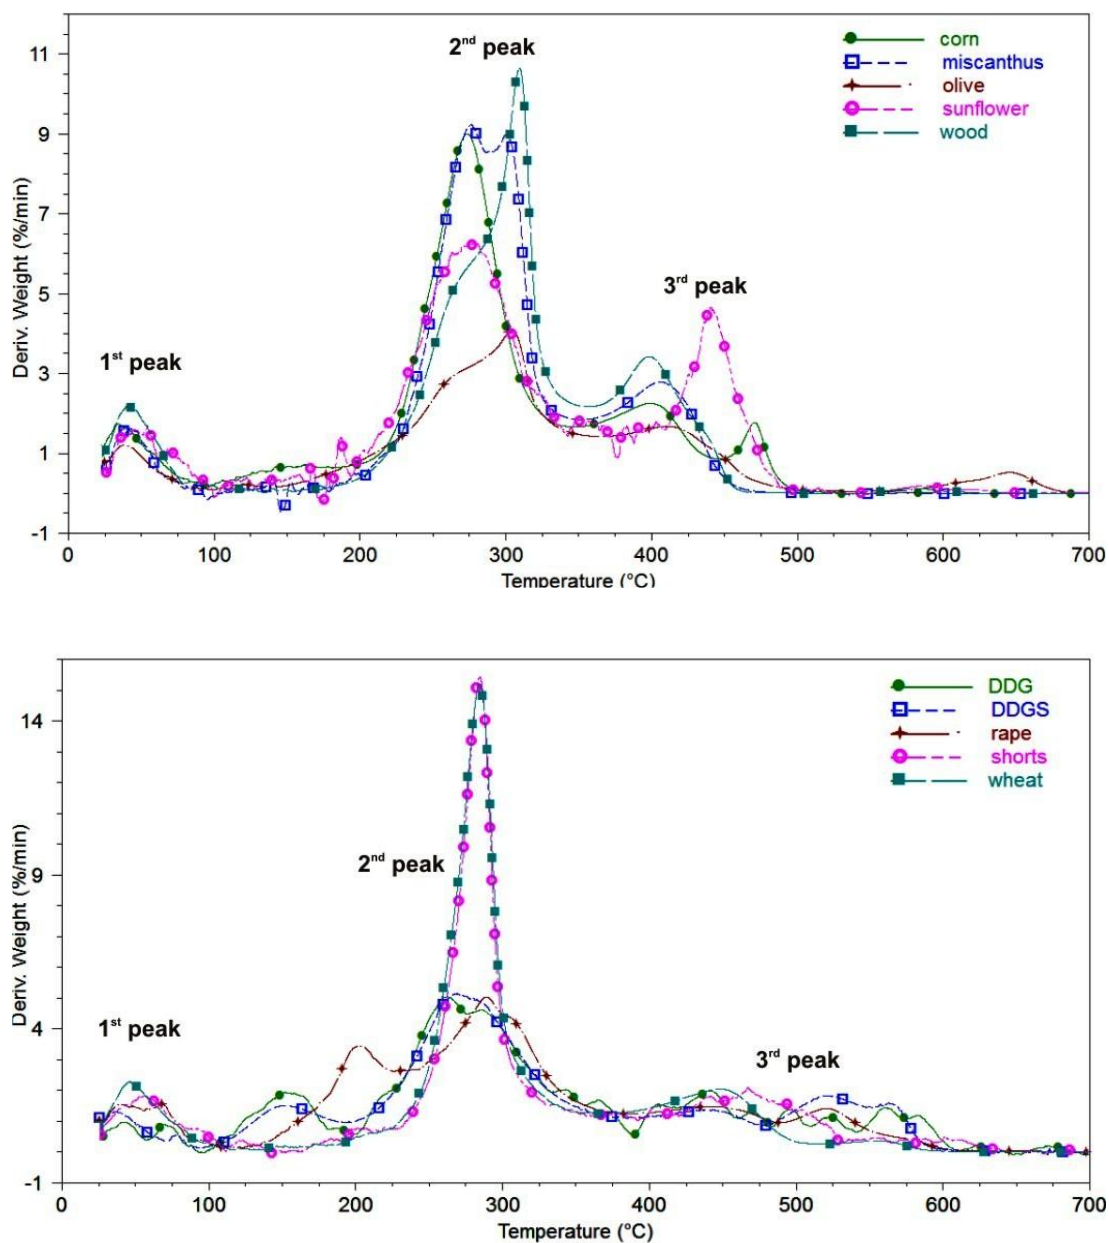 11
9
7
5
3
1
-1
Deriv. Weight (%/min)
1st peak
2nd peak
3rd peak
corn
miscanthus
olive
sunflower
wood
0 100 200 300 400 500 600 700
Temperature (°C)
14
9
4
-1
Deriv. Weight (%/min)
1st peak
2nd peak
3rd peak
DDG
DDGS
rape
shorts
wheat
0 100 200 300 400 500 600 700
Temperature (°C)